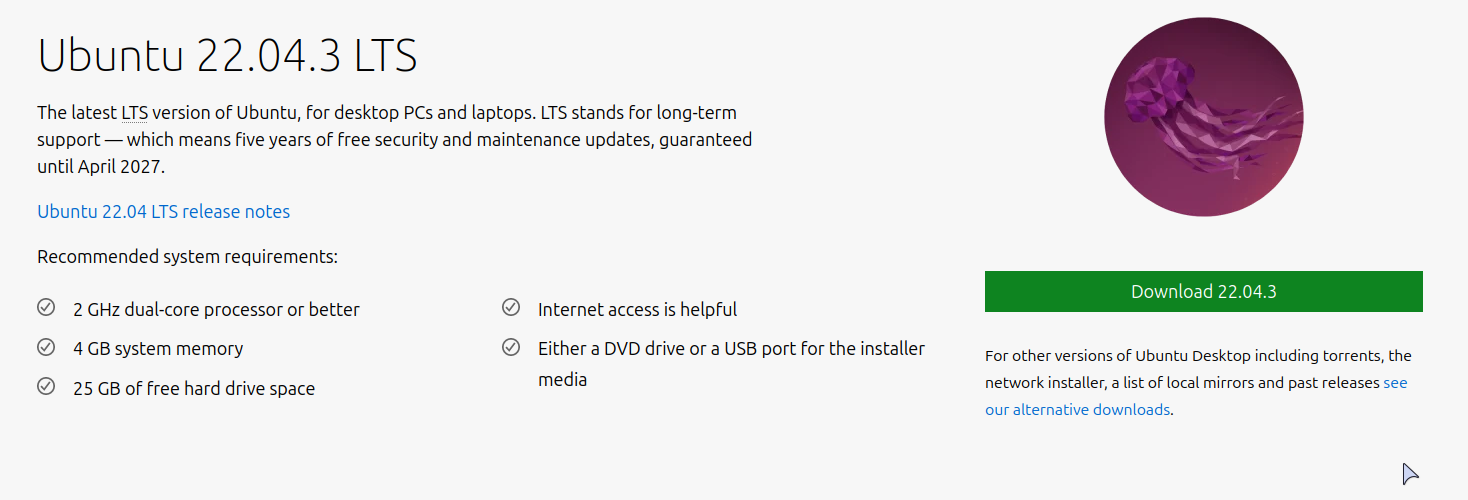 Ubuntu 22.04.3 LTS
The latest LTS version of Ubuntu, for desktop PCs and laptops. LTS stands for long-term
support — which means five years of free security and maintenance updates, guaranteed
until April 2027.
Ubuntu 22.04 LTS release notes
Recommended system requirements:
2 GHz dual-core processor or better
4 GB system memory
25 GB of free hard drive space
Internet access is helpful
Either a DVD drive or a USB port for the installer
media
Download 22.04.3
For other versions of Ubuntu Desktop including torrents, the
network installer, a list of local mirrors and past releases see
our alternative downloads.